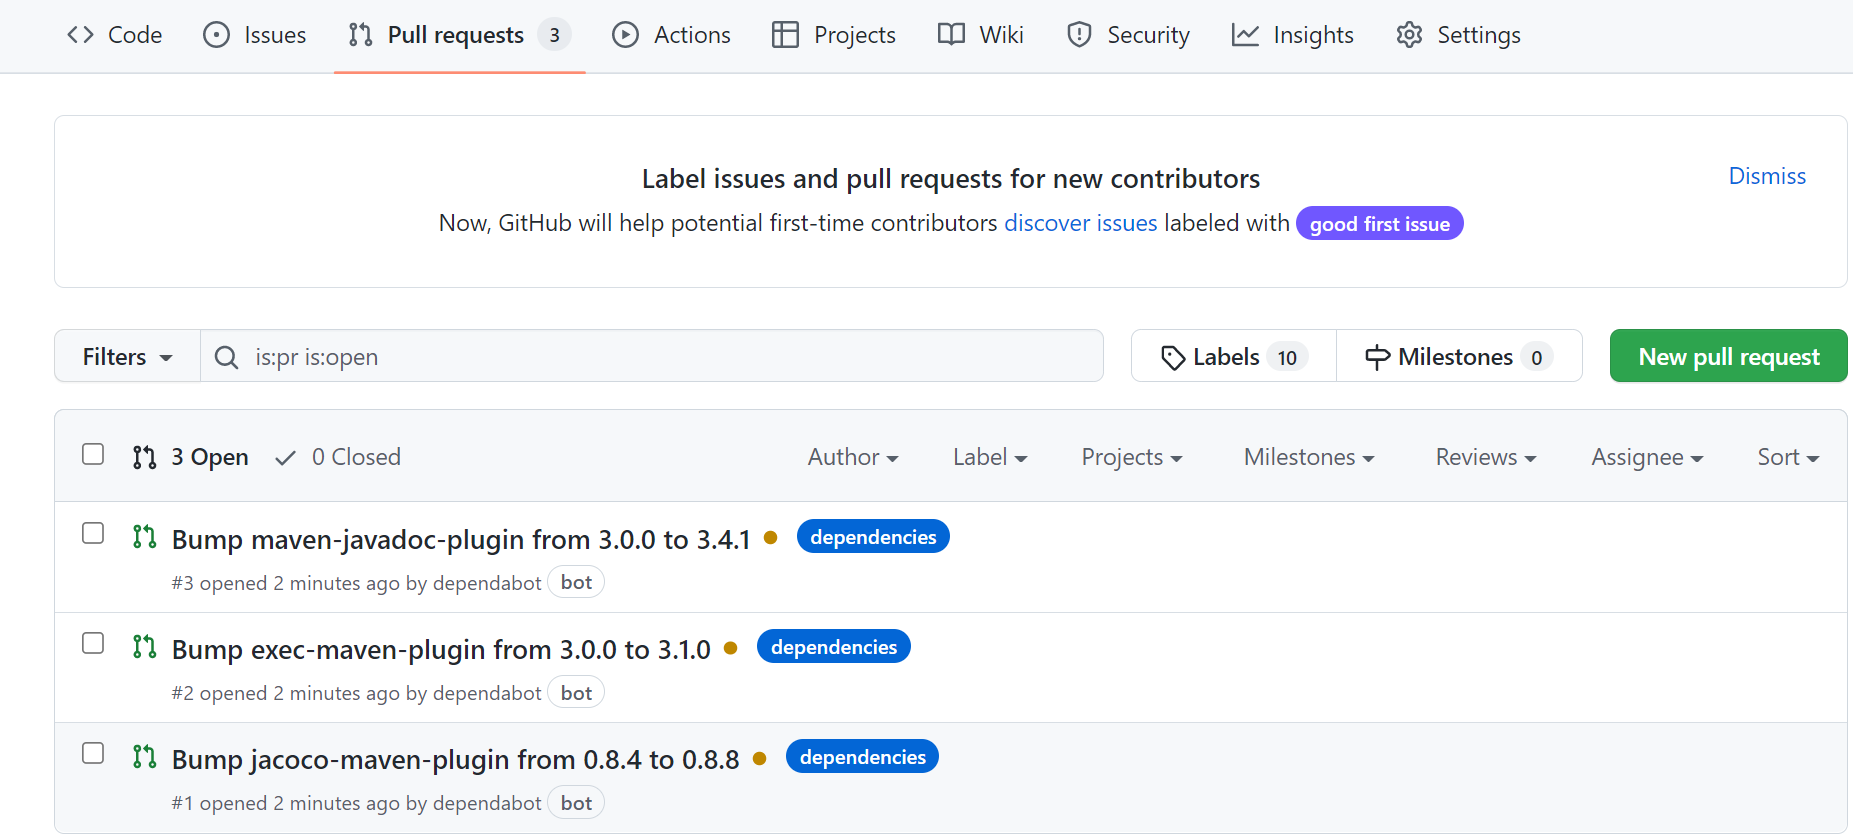 Code Issues Pull requests 3 Actions Projects Wiki Security Insights Settings
Label issues and pull requests for new contributors
Dismiss
Now, GitHub will help potential first-time contributors discover issues labeled with good first issue
Filters is:pr is:open Labels 10 Milestones 0 New pull request
3 Open 0 Closed Author Label Projects Milestones Reviews Assignee Sort
Bump maven-javadoc-plugin from 3.0.0 to 3.4.1 dependencies
#3 opened 2 minutes ago by dependabot bot
Bump exec-maven-plugin from 3.0.0 to 3.1.0 dependencies
#2 opened 2 minutes ago by dependabot bot
Bump jacoco-maven-plugin from 0.8.4 to 0.8.8 dependencies
#1 opened 2 minutes ago by dependabot bot